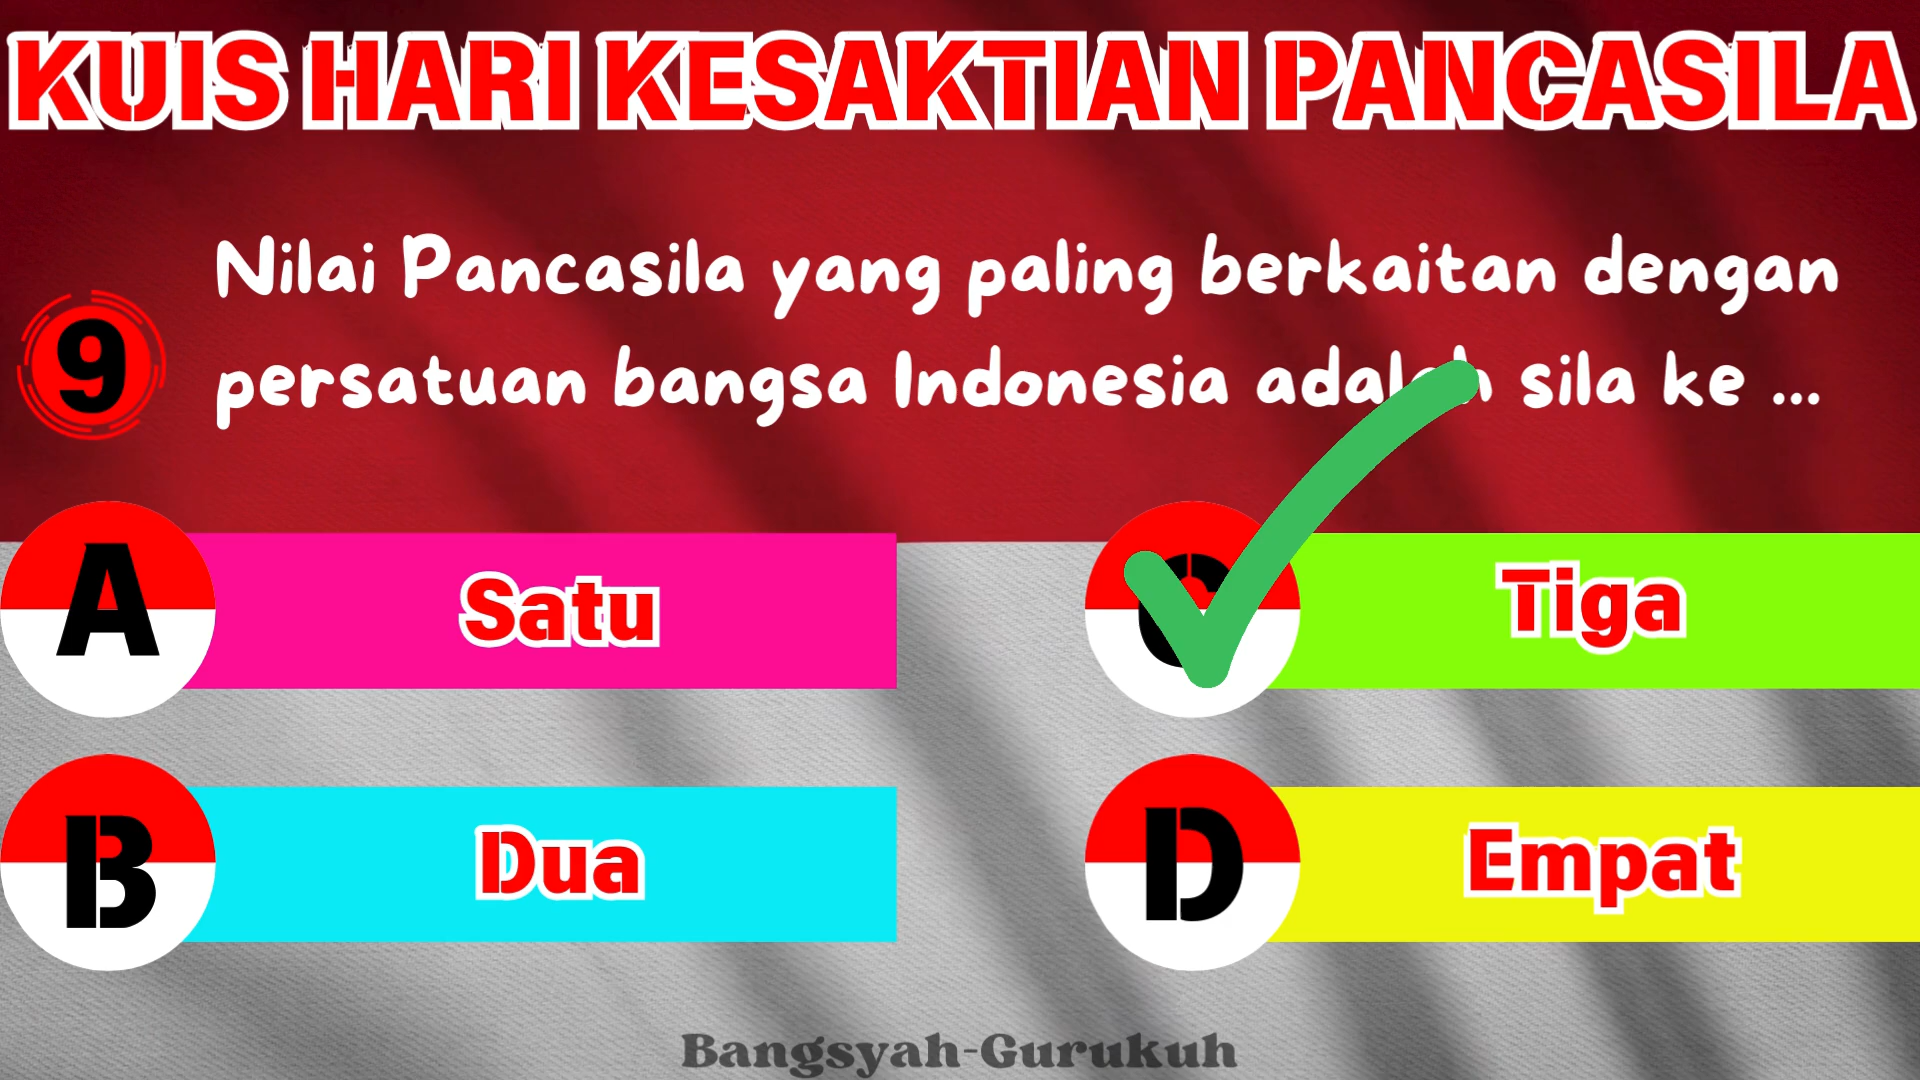 KUIS HARI KESAKTIAN PANCASILA
9
Nilai Pancasila yang paling berkaitan dengan
persatuan bangsa Indonesia adalah sila ke ...
A
Satu
C
Tiga
B
Dua
D
Empat
Bangsyah-Gurukuh